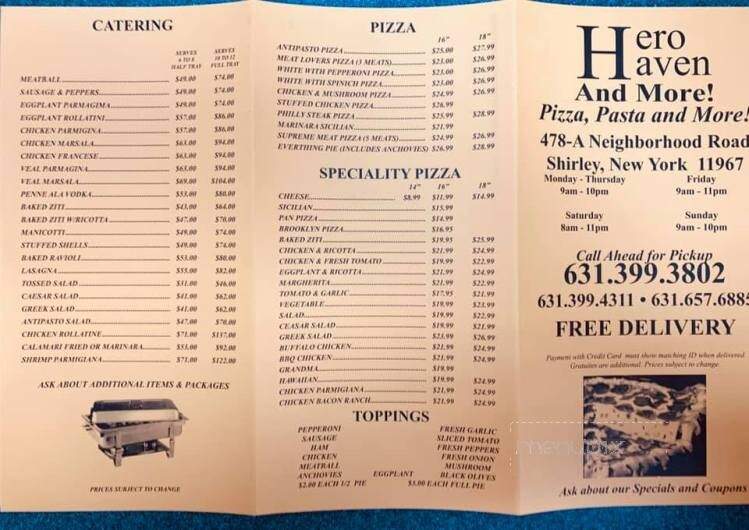 CATERING
SERVES 6 TO 8 HALF TRAY
SERVES 10 TO 12 FULL TRAY
MEATBALL $49.00 $74.00
SAUSAGE & PEPPERS $49.00 $74.00
EGGPLANT PARMAGIMA $49.00 $74.00
EGGPLANT ROLLATINI $57.00 $86.00
CHICKEN PARMIGINA $57.00 $86.00
CHICKEN MARSALA $63.00 $94.00
CHICKEN FRANCESE $63.00 $94.00
VEAL PARMAGINA $63.00 $94.00
VEAL MARSALA $69.00 $104.00
PENNE ALA VODKA $53.00 $80.00
BAKED ZITI $43.00 $64.00
BAKED ZITI W/RICOTTA $47.00 $70.00
MANICOTTI $49.00 $74.00
STUFFED SHELLS $49.00 $74.00
BAKED RAVIOLI $53.00 $80.00
LASAGNA $55.00 $82.00
TOSSED SALAD $31.00 $46.00
CAESAR SALAD $41.00 $62.00
GREEK SALAD $41.00 $62.00
ANTIPASTO SALAD $47.00 $70.00
CHICKEN ROLLATINE $71.00 $137.00
CALAMARI FRIED OR MARINARA $53.00 $92.00
SHRIMP PARMIGIANA $71.00 $122.00
ASK ABOUT ADDITIONAL ITEMS & PACKAGES
PRICES SUBJECT TO CHANGE
PIZZA
16" 18"
ANTIPASTO PIZZA $25.00 $27.99
MEAT LOVERS PIZZA (3 MEATS) $23.00 $26.99
WHITE WITH PEPPERONI PIZZA $23.00 $26.99
WHITE WITH SPINICH PIZZA $23.00 $26.99
CHICKEN & MUSHROOM PIZZA $24.99 $26.99
STUFFED CHICKEN PIZZA $26.99
PHILLY STEAK PIZZA $25.99 $28.99
MARINARA SICILIAN $21.99
SUPREME MEAT PIZZA (5 MEATS) $24.99 $26.99
EVERTHING PIE (INCLUDES ANCHOVIES) $26.99 $28.99
SPECIALITY PIZZA
14" 16" 18"
CHEESE $8.99 $11.99 $14.99
SICILIAN $15.99
PAN PIZZA $14.99
BROOKLYN PIZZA $16.95
BAKED ZITI $19.95 $25.99
CHICKEN & RICOTTA $21.99 $24.99
CHICKEN & FRESH TOMATO $19.99 $22.99
EGGPLANT & RICOTTA $21.99 $24.99
MARGHERITA $21.99 $22.99
TOMATO & GARLIC $17.95 $21.99
VEGETABLE $19.99 $23.99
SALAD $19.99 $22.99
CEASAR SALAD $19.99 $21.99
GREEK SALAD $23.99 $26.99
BUFFALO CHICKEN $21.99 $24.99
BBQ CHICKEN $21.99 $24.99
GRANDMA $19.99
HAWAIIAN $19.99 $24.99
CHICKEN PARMIGIANA $21.99 $24.99
CHICKEN BACON RANCH $21.99 $24.99
TOPPINGS
PEPPERONI FRESH GARLIC
SAUSAGE SLICED TOMATO
HAM FRESH PEPPERS
CHICKEN FRESH ONION
MEATBALL MUSHROOM
ANCHOVIES EGGPLANT BLACK OLIVES
$2.00 EACH 1/2 PIE $3.00 EACH FULL PIE
Hero Haven
And More!
Pizza, Pasta and More!
478-A Neighborhood Road
Shirley, New York 11967
Monday - Thursday Friday
9am - 10pm 9am - 11pm
Saturday Sunday
8am - 11pm 9am - 10pm
Call Ahead for Pickup
631.399.3802
631.399.4311 • 631.657.6885
FREE DELIVERY
Payment with Credit Card must show matching ID when delivered.
Gratuites are additional. Prices subject to change.
menupix
Ask about our Specials and Coupons